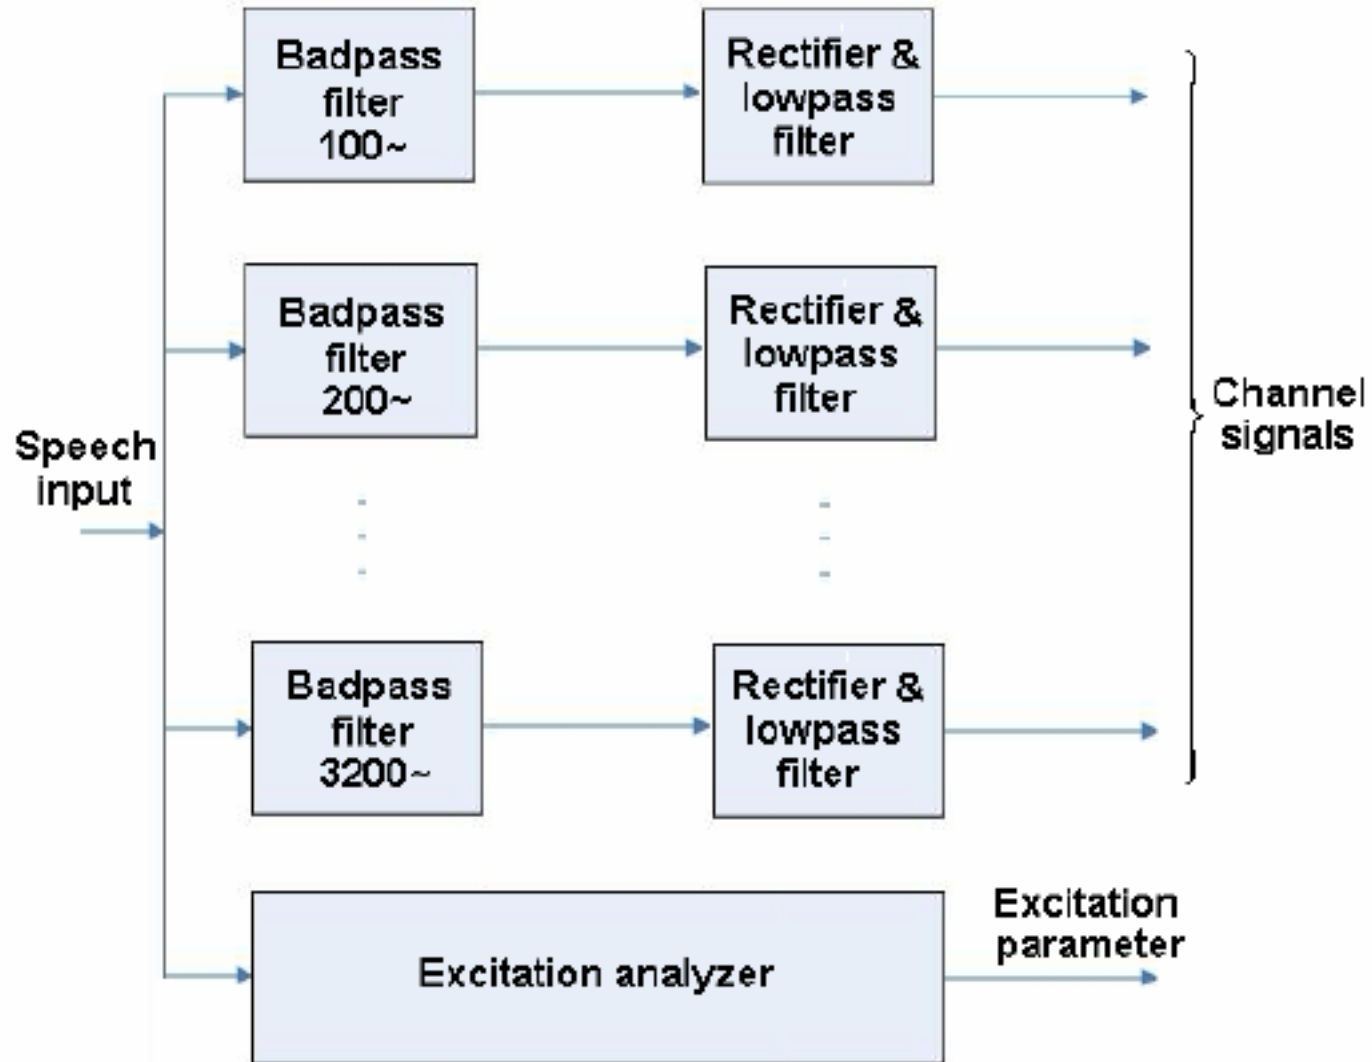 Badpass
filter
100~
Rectifier &
lowpass
filter
Badpass
filter
200~
Rectifier &
lowpass
filter
Channel
signals
Speech
input
Badpass
filter
3200~
Rectifier &
lowpass
filter
Excitation analyzer
Excitation
parameter